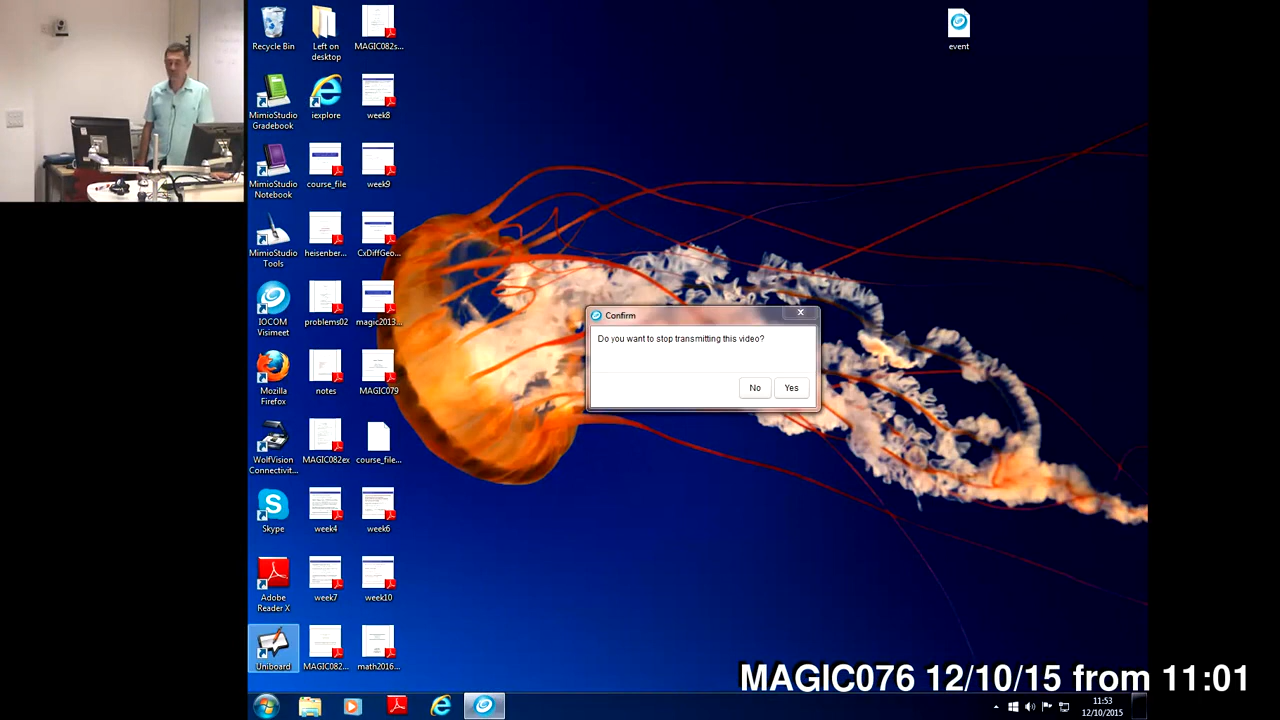 Recycle Bin
Left on
desktop
MAGIC082s...
event
MimioStudio
Gradebook
iexplore
week8
MimioStudio
Notebook
course_file
week9
MimioStudio
Tools
heisenber...
CxDiffGeo...
IOCOM
Visimeet
problems02
magic2013...
Mozilla
Firefox
notes
MAGIC079
WolfVision
Connectivit...
MAGIC082ex
course_file...
Skype
week4
week6
Adobe
Reader X
week7
week10
Uniboard
MAGIC082...
math2016...
Confirm
Do you want to stop transmitting this video?
No
Yes
MAGIC076 12/10/15 from 11:01
11:53
12/10/2015